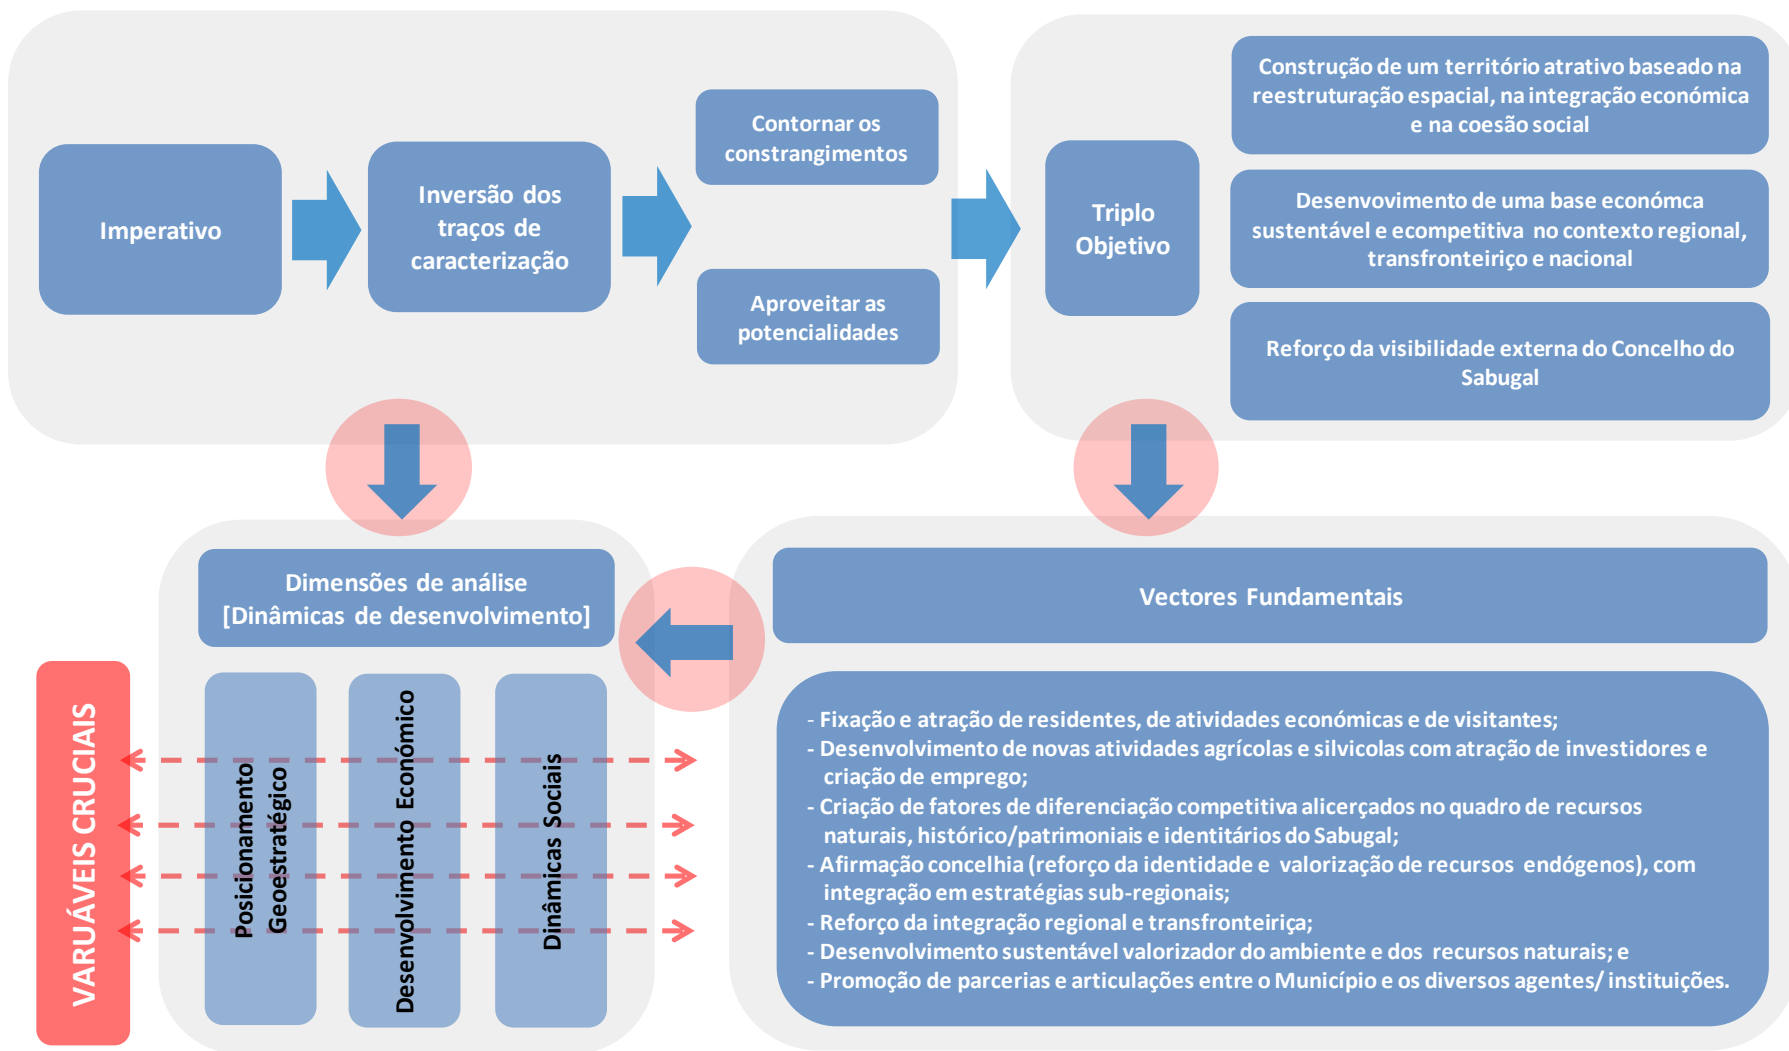 Imperativo
Inversão dos
traços de
caracterização
Contornar os
constrangimentos
Aproveitar as
potencialidades
Triplo
Objetivo
Construção de um território atrativo baseado na
reestruturação espacial, na integração económica
e na coesão social
Desenvovimento de uma base económca
sustentável e ecompetitiva no contexto regional,
transfronteiriço e nacional
Reforço da visibilidade externa do Concelho do
Sabugal
Dimensões de análise
[Dinâmicas de desenvolvimento]
VARUÁVEIS CRUCIAIS
Posicionamento
Geoestratégico
Desenvolvimento Económico
Dinâmicas Sociais
Vectores Fundamentais
- Fixação e atração de residentes, de atividades económicas e de visitantes;
- Desenvolvimento de novas atividades agrícolas e silvicolas com atração de investidores e
criação de emprego;
- Criação de fatores de diferenciação competitiva alicerçados no quadro de recursos
naturais, histórico/patrimoniais e identitários do Sabugal;
- Afirmação concelhia (reforço da identidade e valorização de recursos endógenos), com
integração em estratégias sub-regionais;
- Reforço da integração regional e transfronteiriça;
- Desenvolvimento sustentável valorizador do ambiente e dos recursos naturais; e
- Promoção de parcerias e articulações entre o Município e os diversos agentes/ instituições.